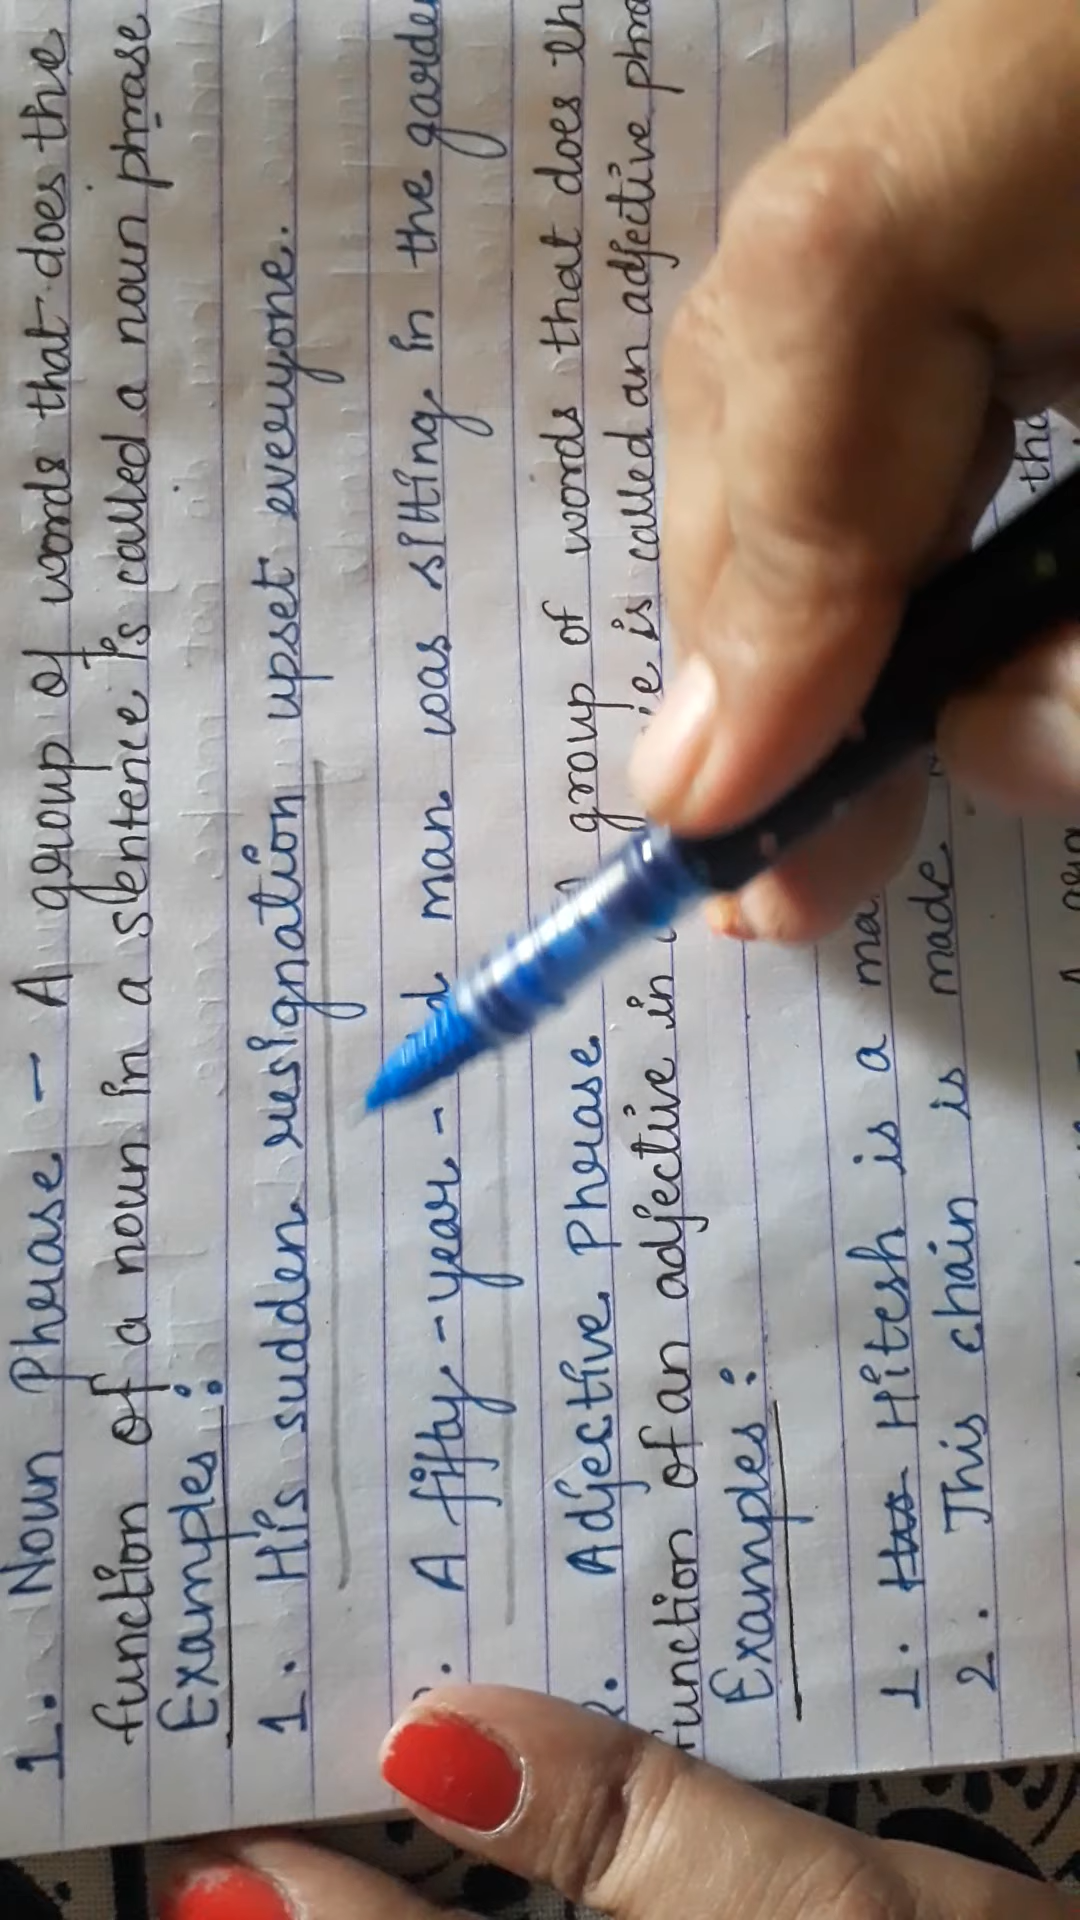 1. Noun Phrase - A group of words that does the
function of a noun in a sentence is called a noun phrase
Examples :
1. His sudden resignation upset everyone.
A fifty-year- man was sitting in the garden
Adjective Phrase group of words that does
function of an adjective in is called an adjective
Examples :
1. Hitesh is a
2. This chain is made